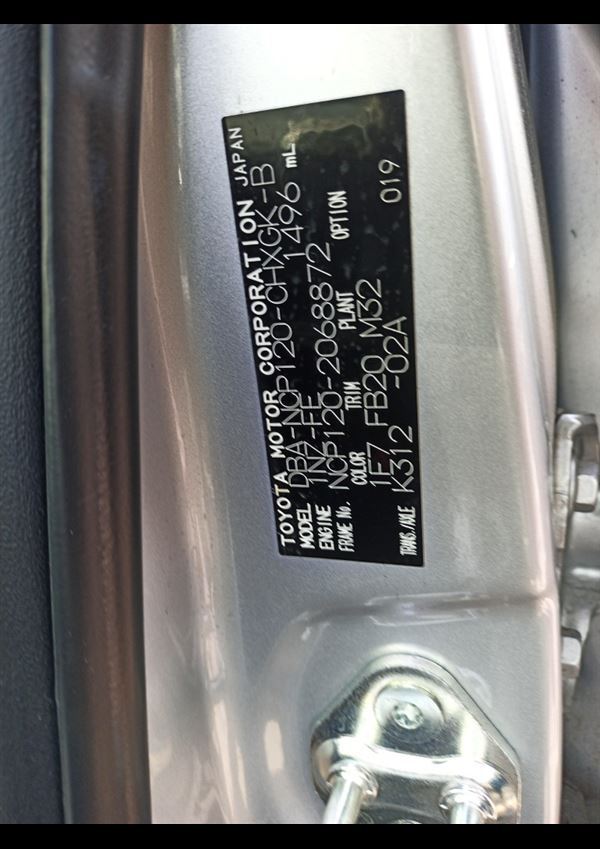 TOYOTA MOTOR CORPORATION JAPAN
MODEL DBA-NCP120-CHXGK-B
ENGINE 1NZ-FE 1496 mL
FRAME No. NCP120-2068872
COLOR TRIM PLANT OPTION
1F7 FB20 M32
TRANS./AXLE K312 -02A 019